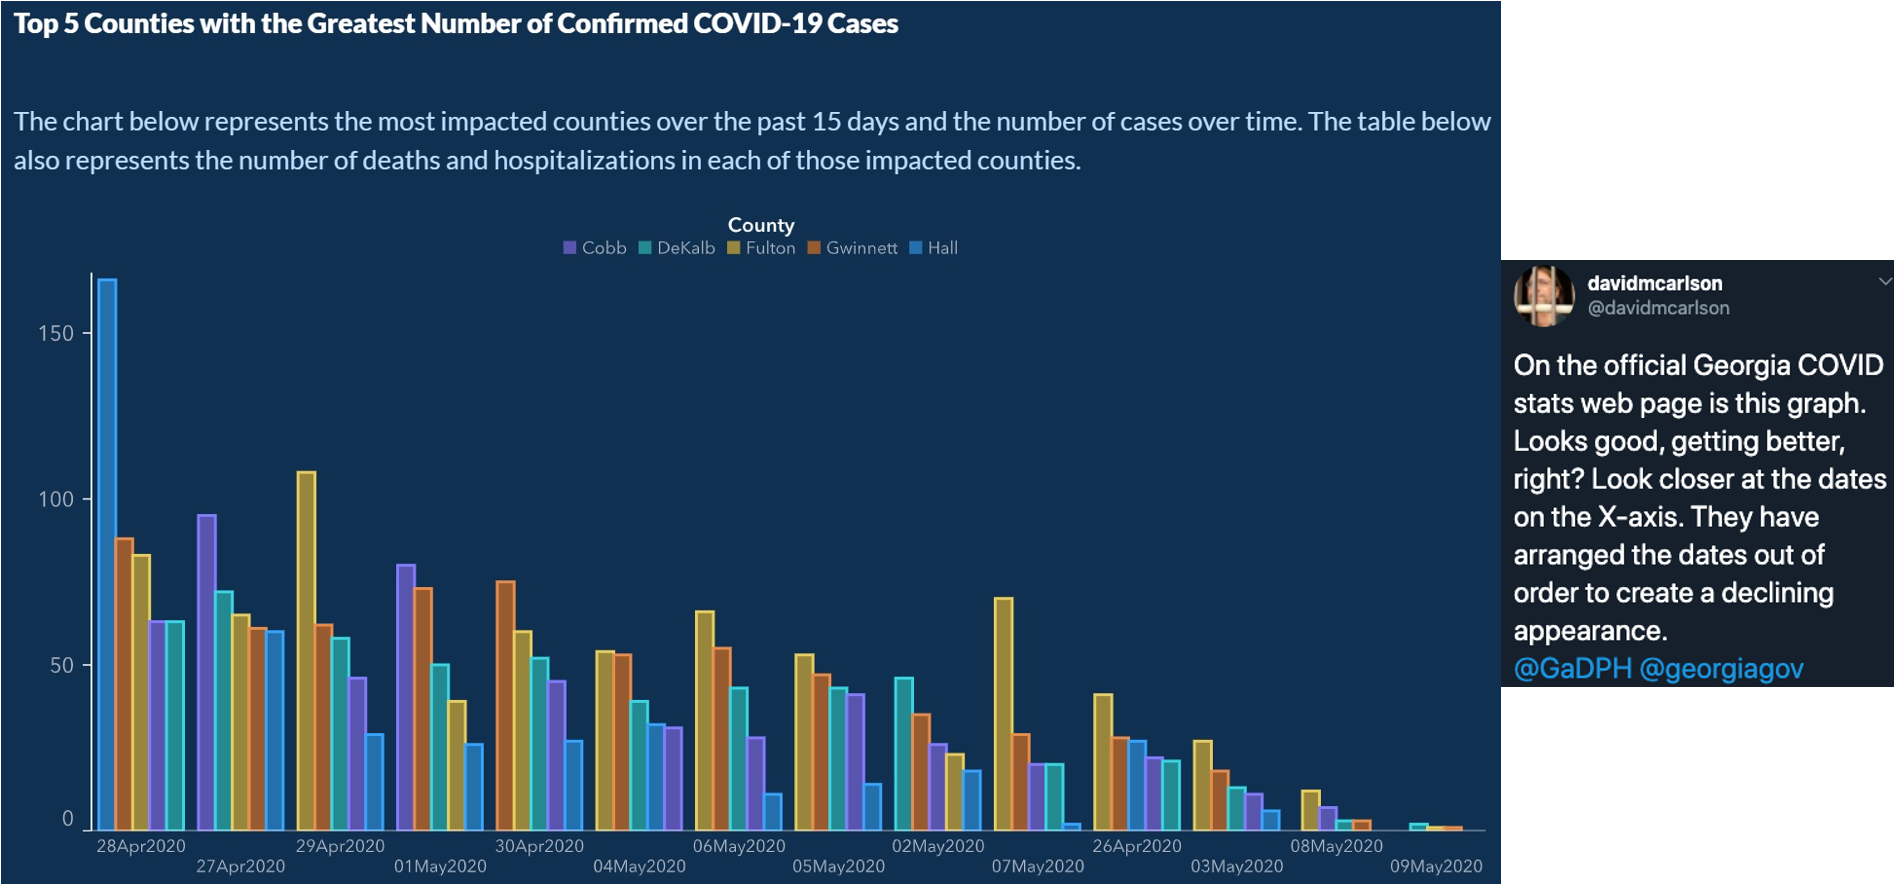 Top 5 Counties with the Greatest Number of Confirmed COVID-19 Cases
The chart below represents the most impacted counties over the past 15 days and the number of cases over time. The table below
also represents the number of deaths and hospitalizations in each of those impacted counties.
County
Cobb DeKalb Fulton Gwinnett Hall
150
100
50
0
28Apr2020 29Apr2020 30Apr2020 06May2020 02May2020 26Apr2020 08May2020
27Apr2020 01May2020 04May2020 05May2020 07May2020 03May2020 09May2020
davidmcarlson
@davidmcarlson
On the official Georgia COVID
stats web page is this graph.
Looks good, getting better,
right? Look closer at the dates
on the X-axis. They have
arranged the dates out of
order to create a declining
appearance.
@GaDPH @georgiagov